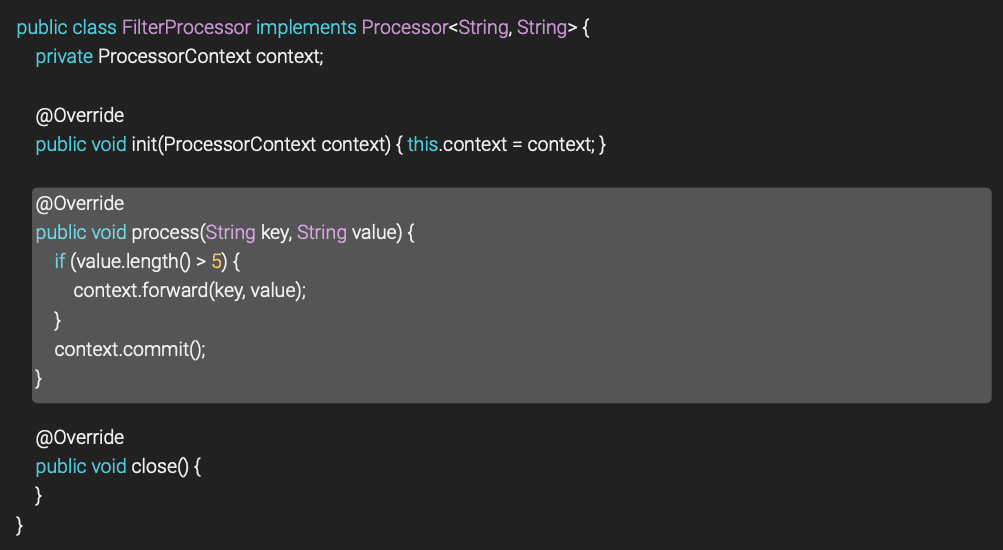 public class FilterProcessor implements Processor<String, String> {
private ProcessorContext context;
@Override
public void init(ProcessorContext context) { this.context = context; }
@Override
public void process(String key, String value) {
if (value.length() > 5) {
context.forward(key, value);
}
context.commit();
}
@Override
public void close() {
}
}